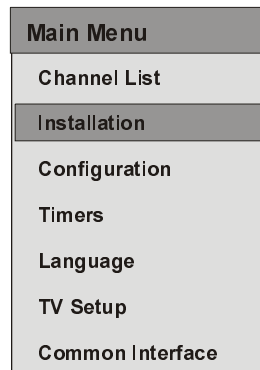 Main Menu
Channel List
Installation
Configuration
Timers
Language
TV Setup
Common Interface